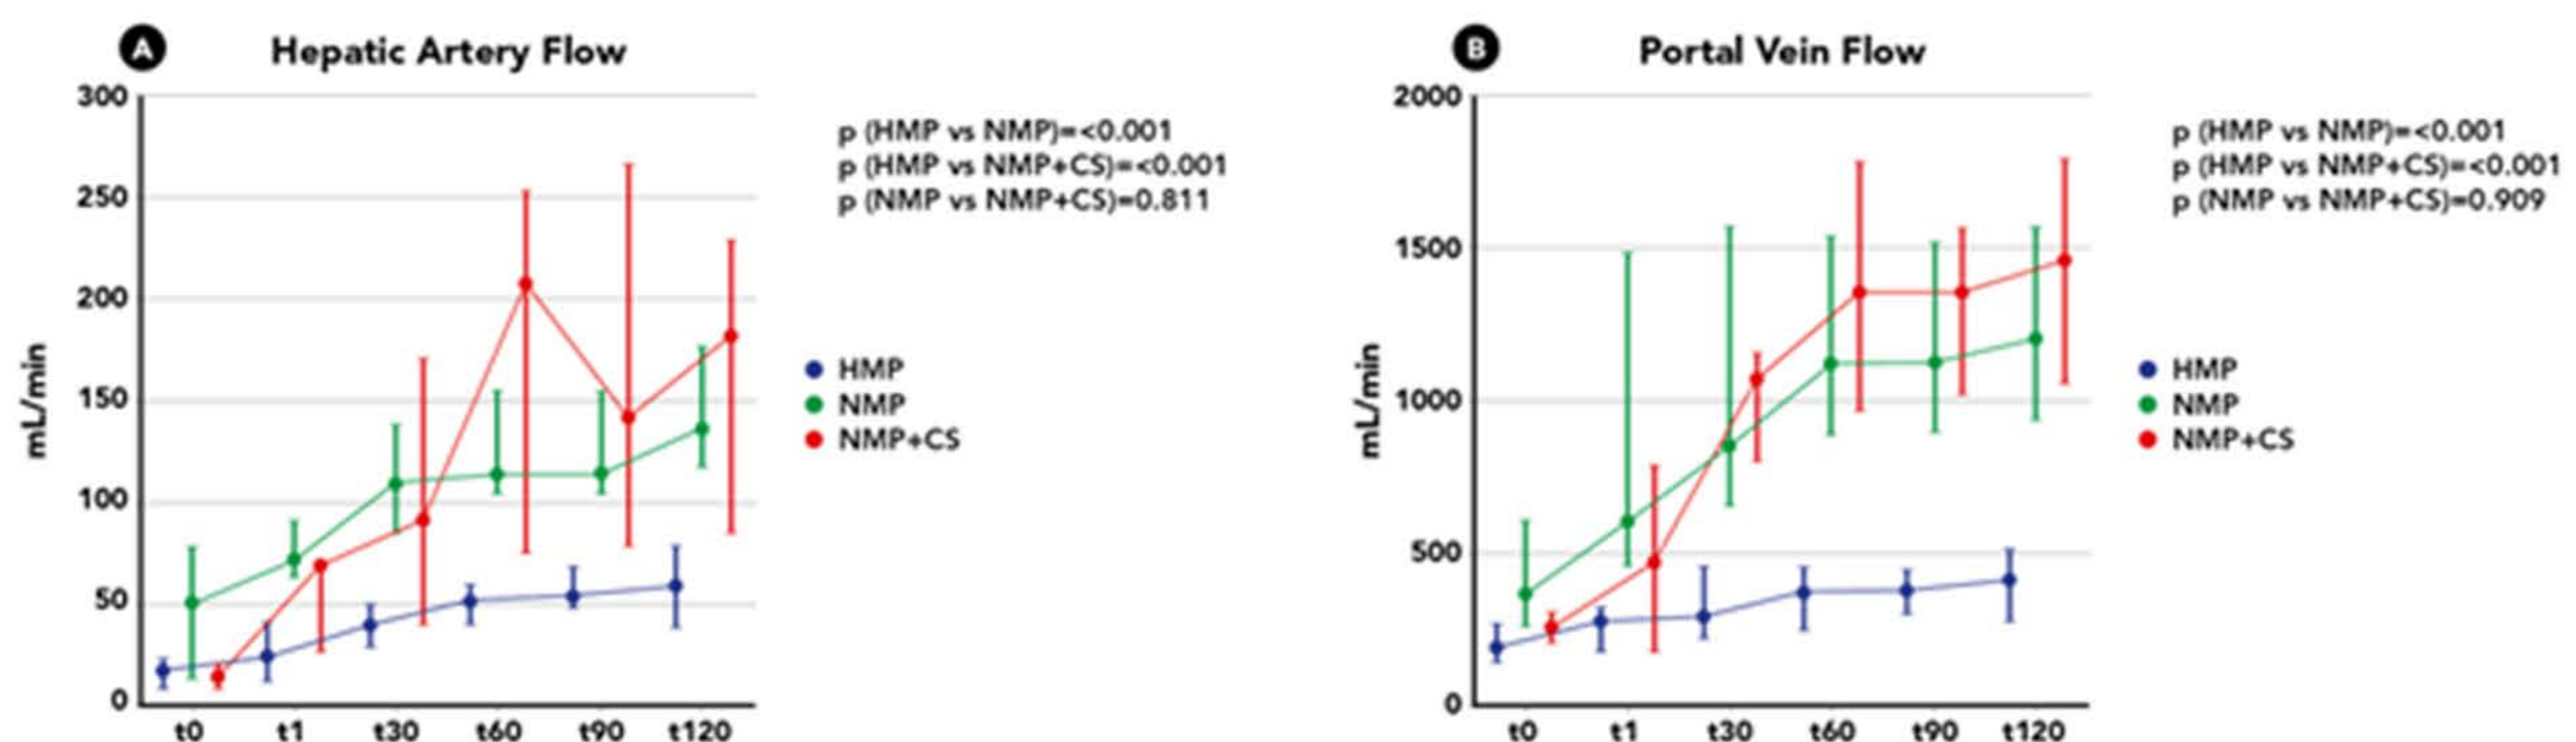 A Hepatic Artery Flow
300
250
200
150
100
50
0
mL/min
t0 t1 t30 t60 t90 t120
p (HMP vs NMP)=<0.001
p (HMP vs NMP+CS)=<0.001
p (NMP vs NMP+CS)=0.811
HMP
NMP
NMP+CS
B Portal Vein Flow
2000
1500
1000
500
0
mL/min
t0 t1 t30 t60 t90 t120
p (HMP vs NMP)=<0.001
p (HMP vs NMP+CS)=<0.001
p (NMP vs NMP+CS)=0.909
HMP
NMP
NMP+CS